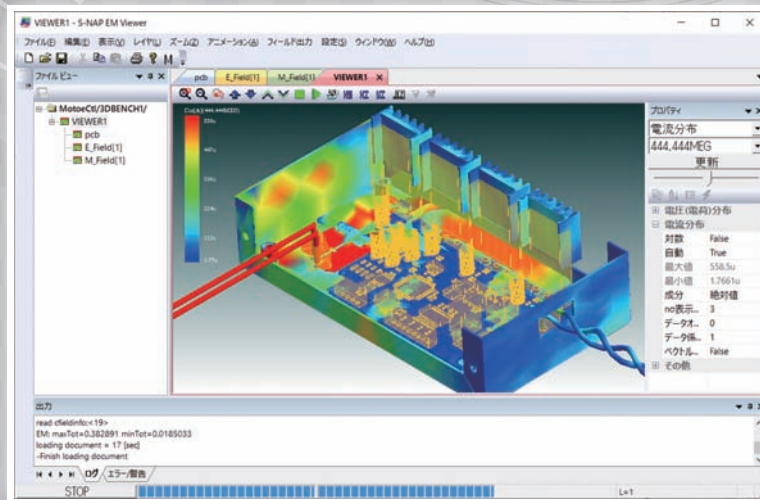 VIEWER1 - S-NAP EM Viewer
ファイル(F) 編集(E) 表示(V) レイヤ(L) ズーム(Z) アニメーション(A) フィールド出力 設定(S) ウィンドウ(W) ヘルプ(H)
ファイル ビュー
pcb E_Field[1] M_Field[1] VIEWER1
MotoeCtl/3DBENCH1/
VIEWER1
pcb
E_Field[1]
M_Field[1]
プロパティ
電流分布
444.444MEG
更新
電圧(電荷)分布
電流分布
対数 False
自動 True
最大値 558.5u
最小値 1.7661u
成分 絶対値
no表示... 3
データオ... 0
データ係... 1
ベクトル... False
その他
出力
read cfieldinfo:<19>
EM: maxTot=0.382891 minTot=0.0185033
loading document = 17 [sec]
-Finish loading document
ログ エラー/警告
STOP
L=1